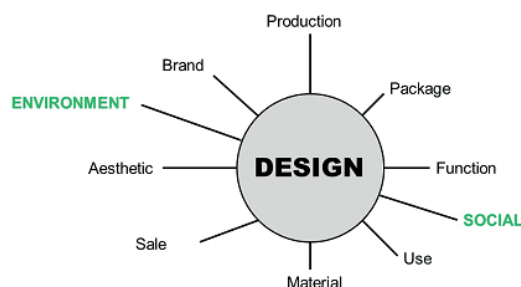 Production
Brand
Package
ENVIRONMENT
Aesthetic
DESIGN
Function
SOCIAL
Sale
Use
Material